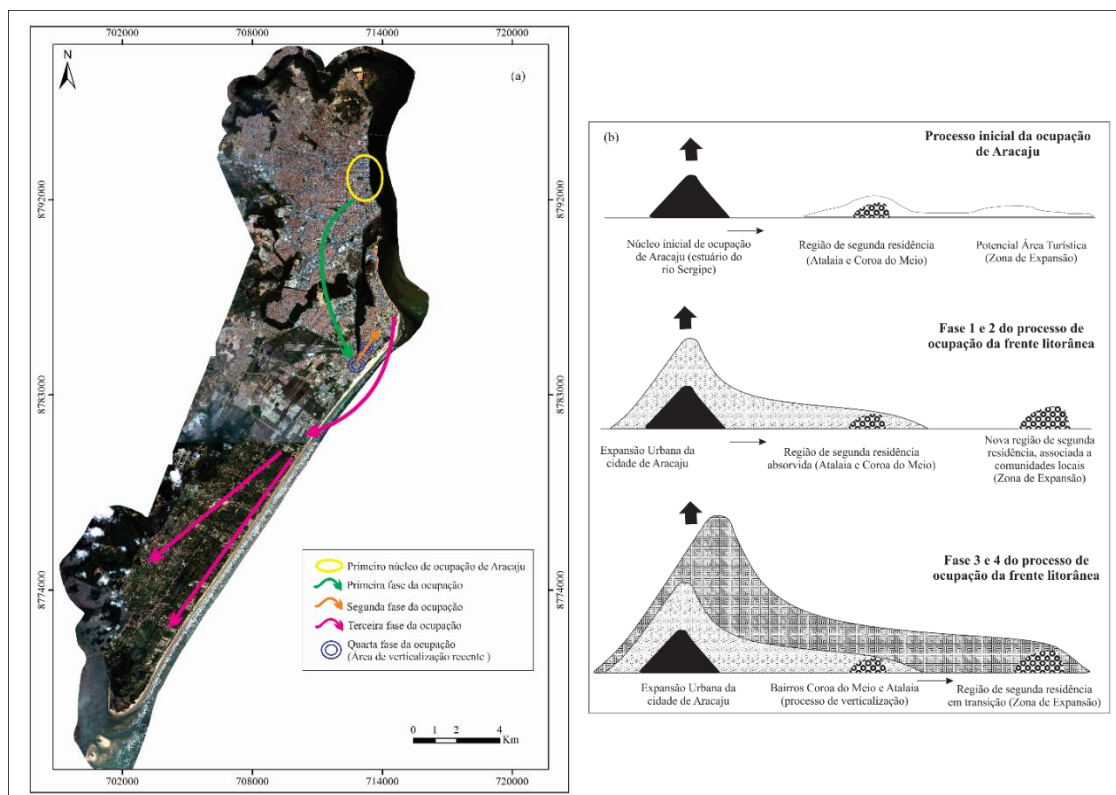 702000
708000
714000
720000
N
(a)
8792000
8792000
8783000
8783000
8774000
8774000
Primeiro núcleo de ocupação de Aracaju
Primeira fase da ocupação
Segunda fase da ocupação
Terceira fase da ocupação
Quarta fase da ocupação
(Área de verticalização recente )
0 1 2 4
Km
702000
708000
714000
720000
(b)
Processo inicial da ocupação
de Aracaju
Núcleo inicial de ocupação
de Aracaju (estuário do
rio Sergipe)
Região de segunda residência
(Atalaia e Coroa do Meio)
Potencial Área Turística
(Zona de Expansão)
Fase 1 e 2 do processo de
ocupação da frente litorânea
Expansão Urbana da
cidade de Aracaju
Região de segunda residência
absorvida (Atalaia e Coroa do Meio)
Nova região de segunda
residência, associada a
comunidades locais
(Zona de Expansão)
Fase 3 e 4 do processo de
ocupação da frente litorânea
Expansão Urbana da
cidade de Aracaju
Bairros Coroa do Meio e Atalaia
(processo de verticalização)
Região de segunda residência
em transição (Zona de Expansão)